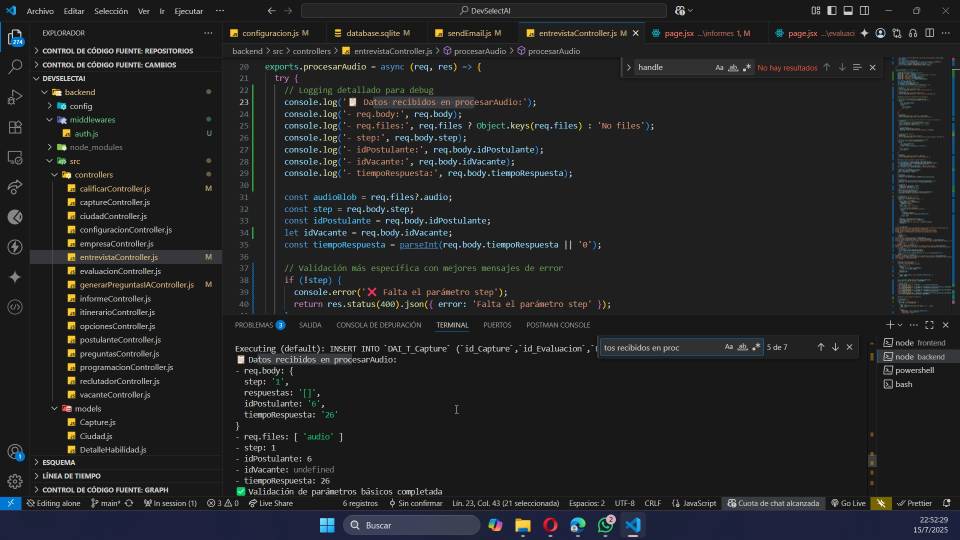 Archivo Editar Selección Ver Ir Ejecutar ··· DevSelectAI
EXPLORADOR
CONTROL DE CÓDIGO FUENTE: REPOSITORIOS
CONTROL DE CÓDIGO FUENTE: CAMBIOS
DEVSELECTAI
backend
config
middlewares
auth.js U
node_modules
src
controllers
calificarController.js M
captureController.js
ciudadController.js
configuracionController.js
empresaController.js
entrevistaController.js M
evaluacionController.js
generarPreguntasIAController.js M
informeController.js
itinerarioController.js
opcionesController.js
postulanteController.js
preguntasController.js
programacionController.js
reclutadorController.js
vacanteController.js
models
Capture.js
Ciudad.js
DetalleHabilidad.js
ESQUEMA
LÍNEA DE TIEMPO
CONTROL DE CÓDIGO FUENTE: GRAPH
274
1
configuracion.js M database.sqlite M sendEmail.js M entrevistaController.js M page.jsx ...\informes 1, M page.jsx ...\evaluaci
backend > src > controllers > entrevistaController.js > procesarAudio > procesarAudio
handle Aa ab .* No hay resultados
20 exports.procesarAudio = async (req, res) => {
21 try {
22 // Logging detallado para debug
23 console.log('📋 Datos recibidos en procesarAudio:');
24 console.log('- req.body:', req.body);
25 console.log('- req.files:', req.files ? Object.keys(req.files) : 'No files');
26 console.log('- step:', req.body.step);
27 console.log('- idPostulante:', req.body.idPostulante);
28 console.log('- idVacante:', req.body.idVacante);
29 console.log('- tiempoRespuesta:', req.body.tiempoRespuesta);
30
31 const audioBlob = req.files?.audio;
32 const step = req.body.step;
33 const idPostulante = req.body.idPostulante;
34 let idVacante = req.body.idVacante;
35 const tiempoRespuesta = parseInt(req.body.tiempoRespuesta || '0');
36
37 // Validación más específica con mejores mensajes de error
38 if (!step) {
39 console.error('❌ Falta el parámetro step');
40 return res.status(400).json({ error: 'Falta el parámetro step' });
PROBLEMAS 3 SALIDA CONSOLA DE DEPURACIÓN TERMINAL PUERTOS POSTMAN CONSOLE
tos recibidos en proc Aa ab .* 5 de 7
Executing (default): INSERT INTO `DAI_T_Capture` (`id_Capture`,`id_Evaluacion`,`
📋 Datos recibidos en procesarAudio:
- req.body: {
step: '1',
respuestas: '[]',
idPostulante: '6',
tiempoRespuesta: '26'
}
- req.files: [ 'audio' ]
- step: 1
- idPostulante: 6
- idVacante: undefined
- tiempoRespuesta: 26
✅ Validación de parámetros básicos completada
node frontend
node backend
powershell
bash
Editing alone main* In session (1) 3 0 Live Share 6 registros Sin confirmar Lín. 23, Col. 43 (21 seleccionada) Espacios: 2 UTF-8 CRLF JavaScript Cuota de chat alcanzada Go Live Prettier
Buscar
2
22:52:29
15/7/2025